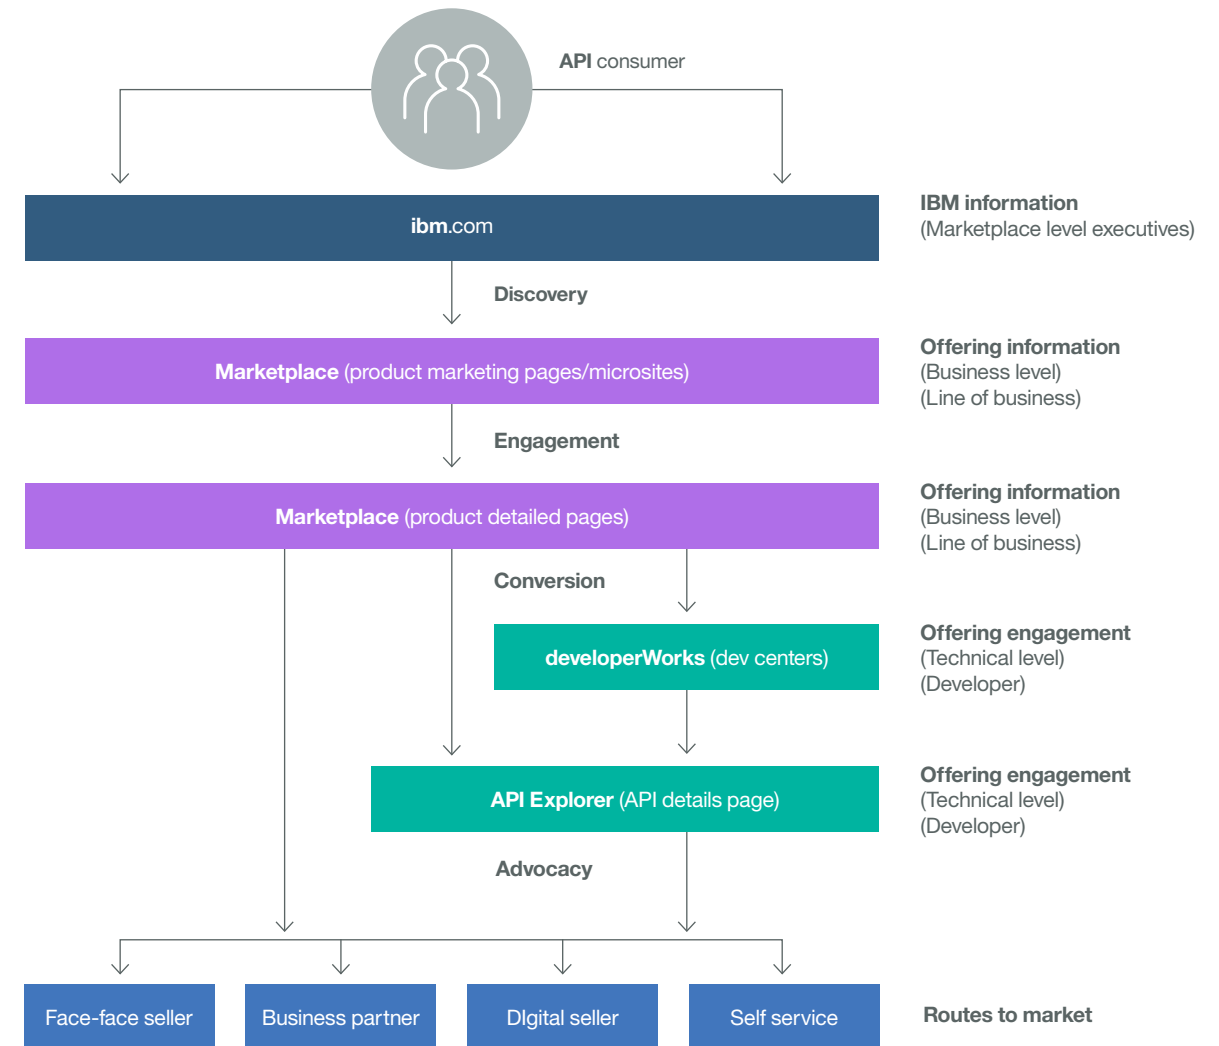 API consumer
ibm.com
IBM information
(Marketplace level executives)
Discovery
Marketplace (product marketing pages/microsites)
Offering information
(Business level)
(Line of business)
Engagement
Marketplace (product detailed pages)
Offering information
(Business level)
(Line of business)
Conversion
developerWorks (dev centers)
Offering engagement
(Technical level)
(Developer)
API Explorer (API details page)
Offering engagement
(Technical level)
(Developer)
Advocacy
Face-face seller
Business partner
DIgital seller
Self service
Routes to market